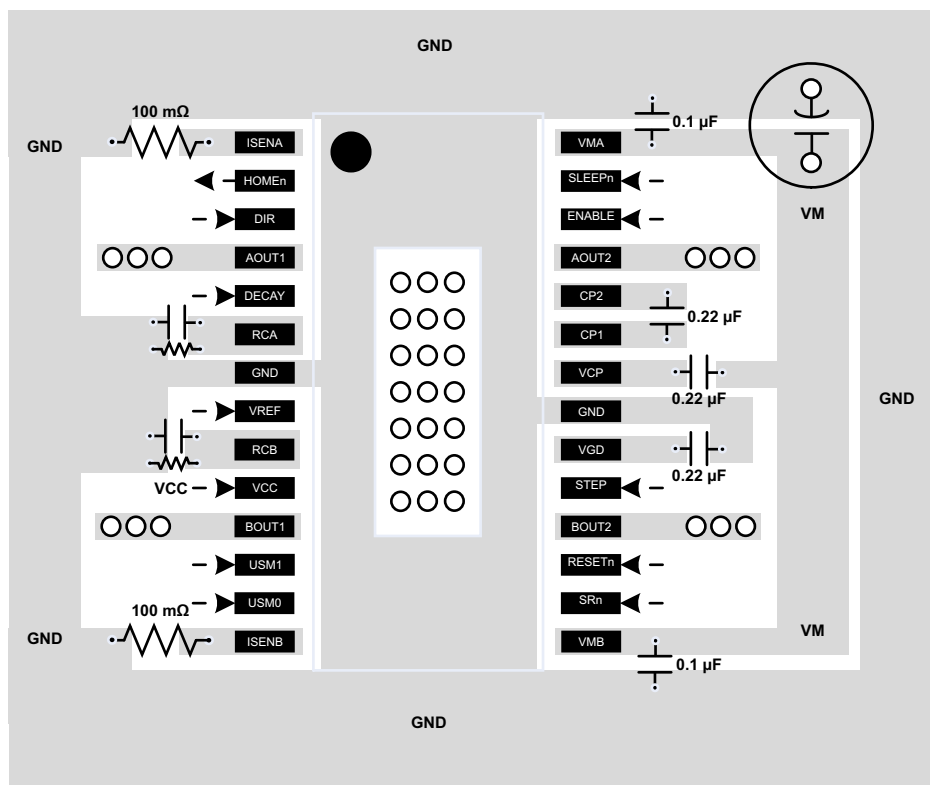 GND
100 mΩ
0.1 µF
GND
ISENA
VMA
HOMEn
SLEEPn
DIR
ENABLE
VM
AOUT1
AOUT2
DECAY
CP2
0.22 µF
RCA
CP1
GND
VCP
0.22 µF
GND
VREF
GND
RCB
VGD
0.22 µF
VCC
VCC
STEP
BOUT1
BOUT2
USM1
RESETn
100 mΩ
USM0
SRn
VM
GND
ISENB
VMB
0.1 µF
GND